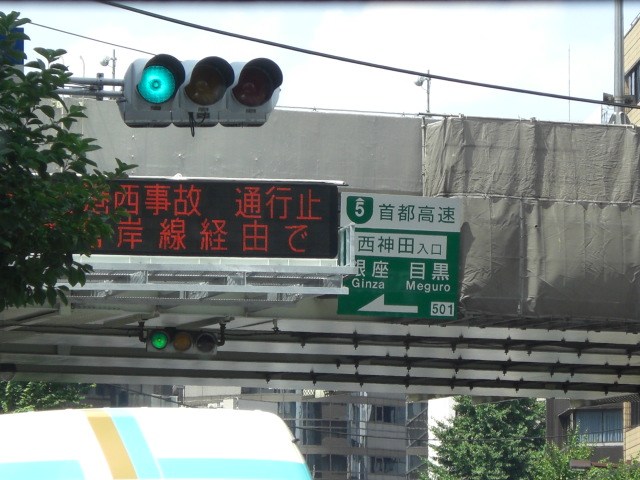 西事故 通行止
岸線経由で
5 首都高速
西神田入口
銀座 目黒
Ginza Meguro
501